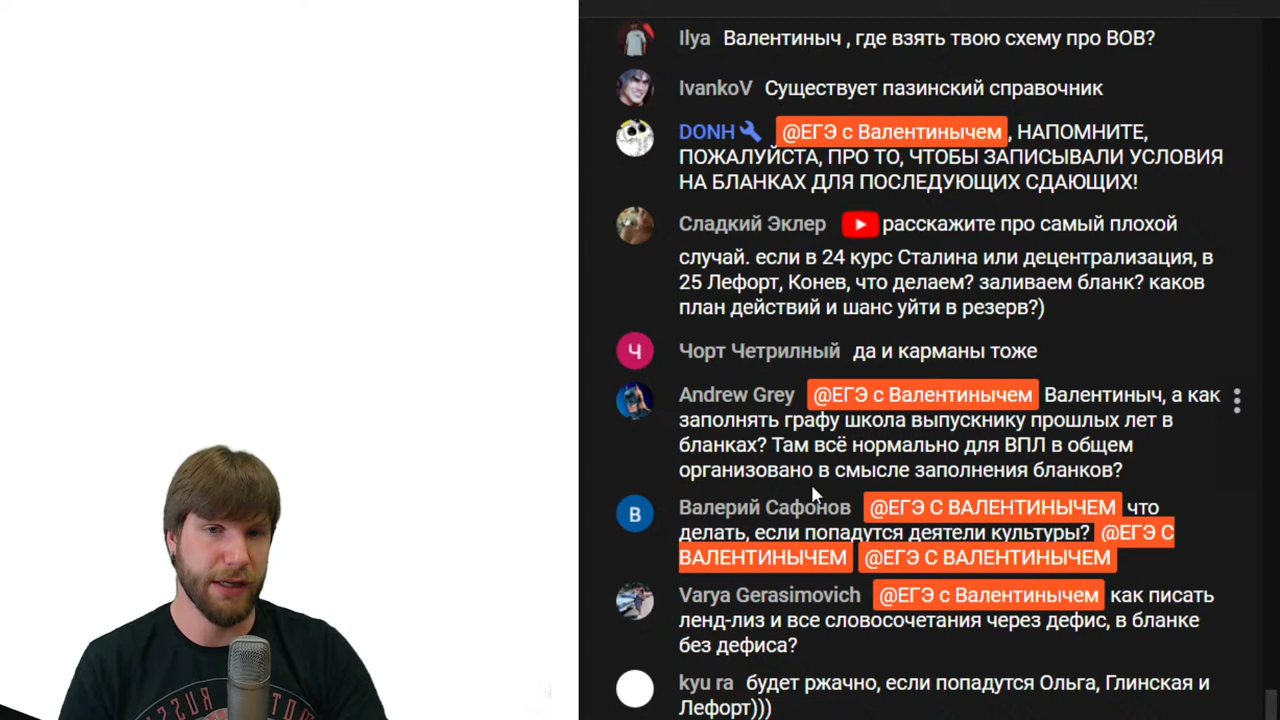 Ilya Валентиныч , где взять твою схему про ВОВ?
IvankoV Существует пазинский справочник
DONH @ЕГЭ с Валентинычем , НАПОМНИТЕ,
ПОЖАЛУЙСТА, ПРО ТО, ЧТОБЫ ЗАПИСЫВАЛИ УСЛОВИЯ
НА БЛАНКАХ ДЛЯ ПОСЛЕДУЮЩИХ СДАЮЩИХ!
Сладкий Эклер расскажите про самый плохой
случай. если в 24 курс Сталина или децентрализация, в
25 Лефорт, Конев, что делаем? заливаем бланк? каков
план действий и шанс уйти в резерв?)
Ч
Чорт Четрилный да и карманы тоже
Andrew Grey @ЕГЭ с Валентинычем Валентиныч, а как
заполнять графу школа выпускнику прошлых лет в
бланках? Там всё нормально для ВПЛ в общем
организовано в смысле заполнения бланков?
В
Валерий Сафонов @ЕГЭ С ВАЛЕНТИНЫЧЕМ что
делать, если попадутся деятели культуры? @ЕГЭ С
ВАЛЕНТИНЫЧЕМ @ЕГЭ С ВАЛЕНТИНЫЧЕМ
Varya Gerasimovich @ЕГЭ с Валентинычем как писать
ленд-лиз и все словосочетания через дефис, в бланке
без дефиса?
kyu ra будет ржачно, если попадутся Ольга, Глинская и
Лефорт)))